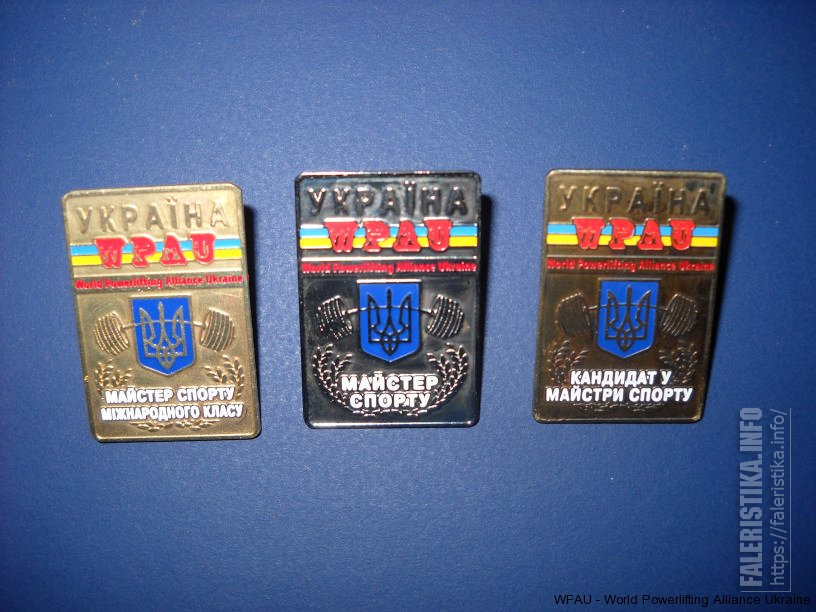 УКРАЇНА
WPAU
World Powerlifting Alliance Ukraine
МАЙСТЕР СПОРТУ
МІЖНАРОДНОГО КЛАСУ
УКРАЇНА
WPAU
World Powerlifting Alliance Ukraine
МАЙСТЕР
СПОРТУ
УКРАЇНА
WPAU
World Powerlifting Alliance Ukraine
КАНДИДАТ У
МАЙСТРИ СПОРТУ
FALERISTIKA.INFO
https://faleristika.info/
WPAU - World Powerlifting Alliance Ukraine